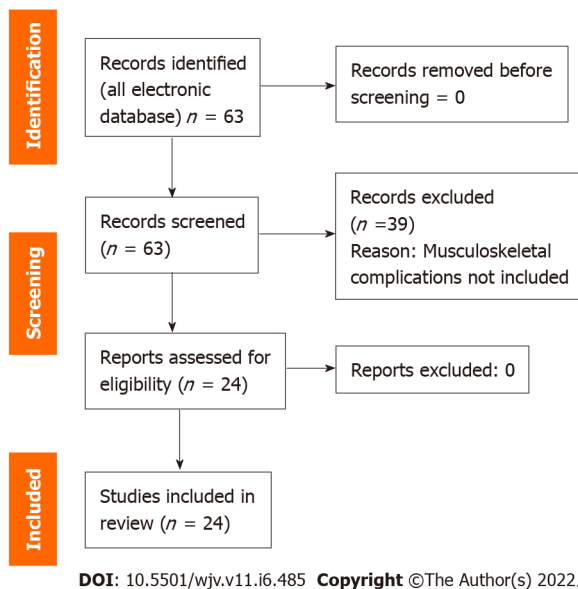 Identification
Records identified
(all electronic
database) n = 63
Records removed before
screening = 0
Screening
Records screened
(n = 63)
Records excluded
(n =39)
Reason: Musculoskeletal
complications not included
Reports assessed for
eligibility (n = 24)
Reports excluded: 0
Included
Studies included in
review (n = 24)
DOI: 10.5501/wjv.v11.i6.485 Copyright ©The Author(s) 2022.